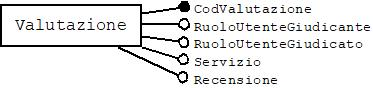 Valutazione
CodValutazione
RuoloUtenteGiudicante
RuoloUtenteGiudicato
Servizio
Recensione